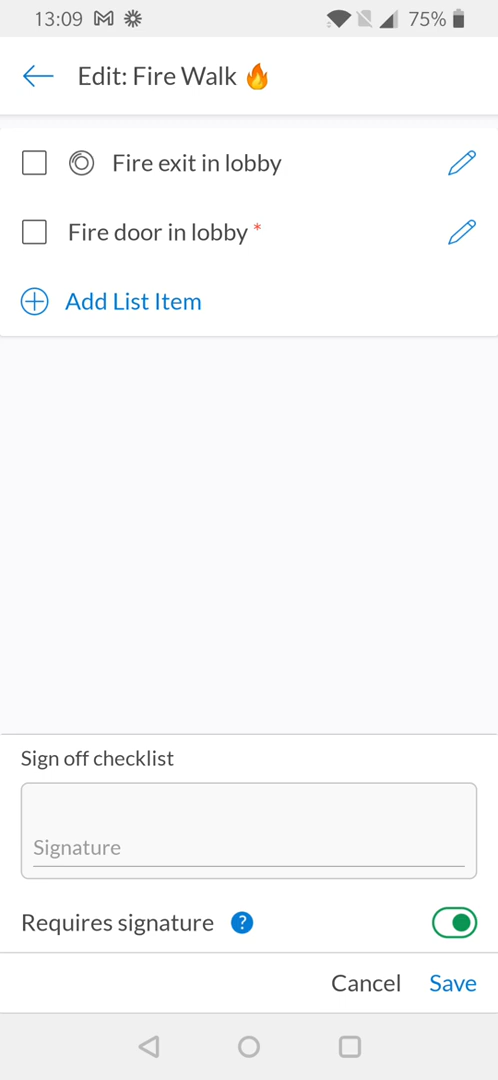 13:09 75%
Edit: Fire Walk 🔥
Fire exit in lobby
Fire door in lobby *
Add List Item
Sign off checklist
Signature
Requires signature ?
Cancel Save